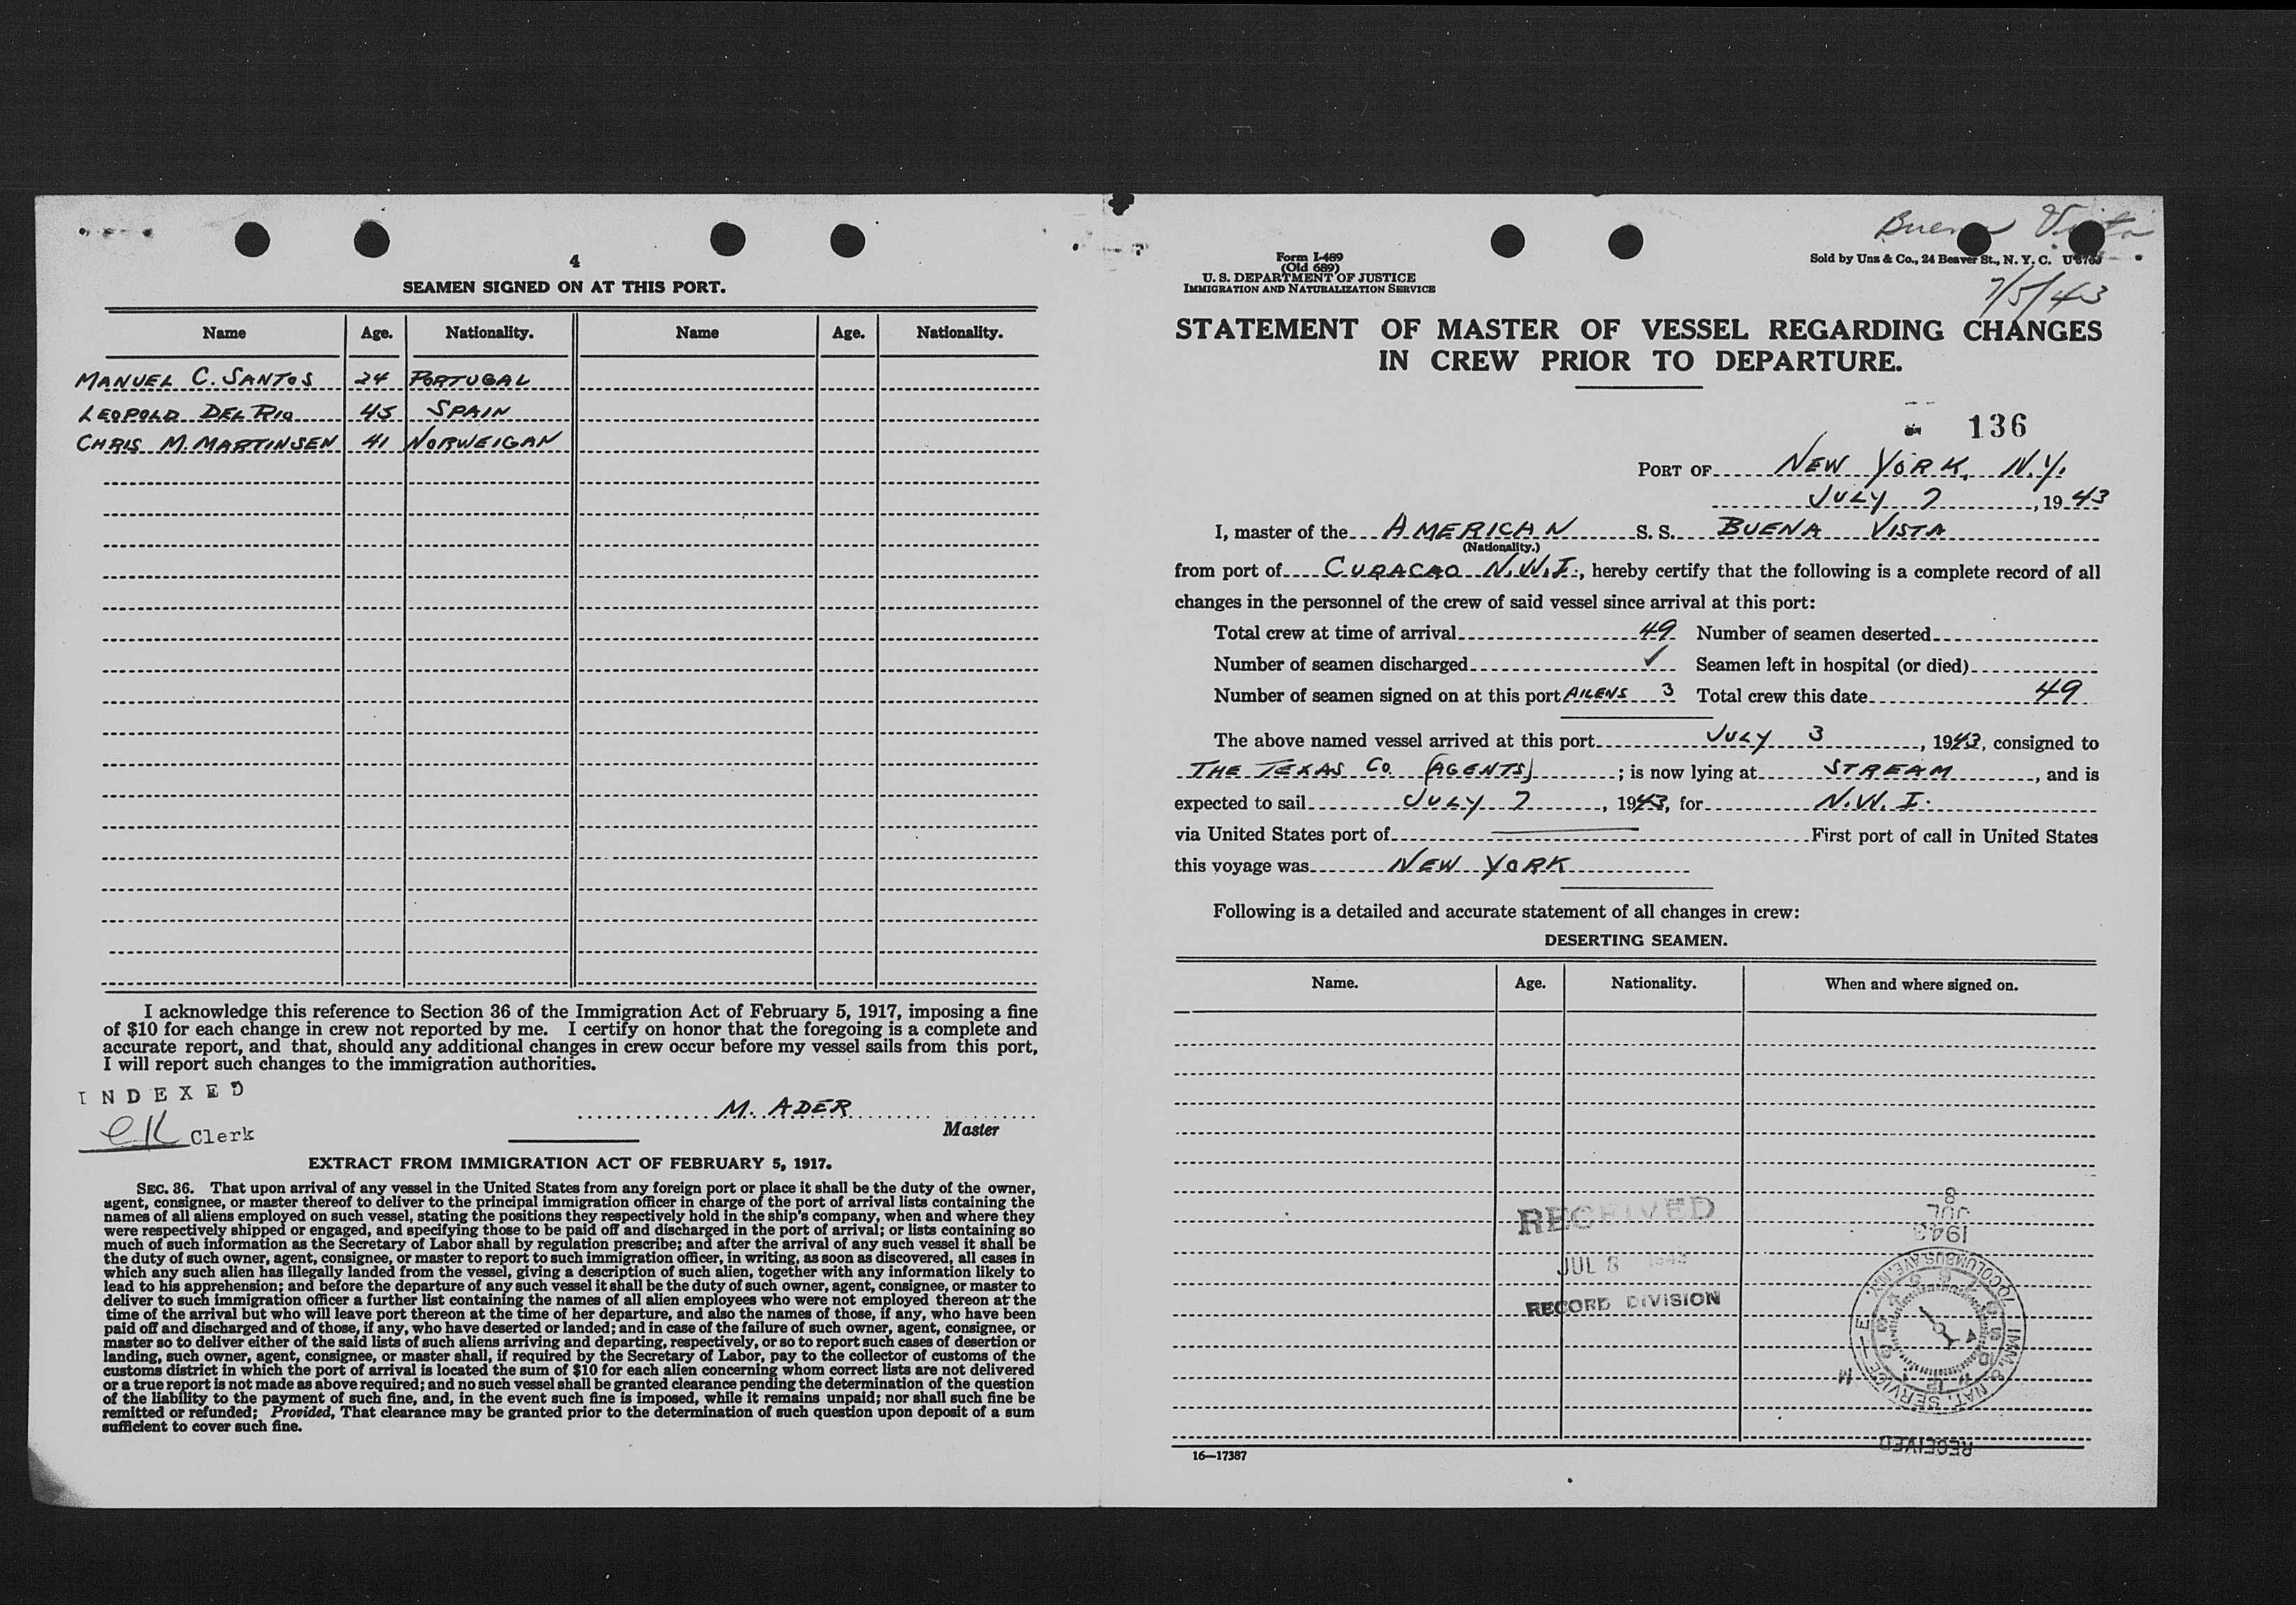 4
SEAMEN SIGNED ON AT THIS PORT.
Name Age. Nationality. Name Age. Nationality.
MANUEL C. SANTOS 24 PORTUGAL
LEOPOLD DEL RIO 45 SPAIN
CHRIS M. MARTINSEN 41 NORWEIGAN
I acknowledge this reference to Section 36 of the Immigration Act of February 5, 1917, imposing a fine
of $10 for each change in crew not reported by me. I certify on honor that the foregoing is a complete and
accurate report, and that, should any additional changes in crew occur before my vessel sails from this port,
I will report such changes to the immigration authorities.
INDEXED
M. ADER
Master
EK Clerk
EXTRACT FROM IMMIGRATION ACT OF FEBRUARY 5, 1917.
SEC. 36. That upon arrival of any vessel in the United States from any foreign port or place it shall be the duty of the owner,
agent, consignee, or master thereof to deliver to the principal immigration officer in charge of the port of arrival lists containing the
names of all aliens employed on such vessel, stating the positions they respectively hold in the ship's company, when and where they
were respectively shipped or engaged, and specifying those to be paid off and discharged in the port of arrival; or lists containing so
much of such information as the Secretary of Labor shall by regulation prescribe; and after the arrival of any such vessel it shall be
the duty of such owner, agent, consignee, or master to report to such immigration officer, in writing, as soon as discovered, all cases in
which any such alien has illegally landed from the vessel, giving a description of such alien, together with any information likely to
lead to his apprehension; and before the departure of any such vessel it shall be the duty of such owner, agent, consignee, or master to
deliver to such immigration officer a further list containing the names of all alien employees who were not employed thereon at the
time of the arrival but who will leave port thereon at the time of her departure, and also the names of those, if any, who have been
paid off and discharged and of those, if any, who have deserted or landed; and in case of the failure of such owner, agent, consignee, or
master so to deliver either of the said lists of such aliens arriving and departing, respectively, or so to report such cases of desertion or
landing, such owner, agent, consignee, or master shall, if required by the Secretary of Labor, pay to the collector of customs of the
customs district in which the port of arrival is located the sum of $10 for each alien concerning whom correct lists are not delivered
or a true report is not made as above required; and no such vessel shall be granted clearance pending the determination of the question
of the liability to the payment of such fine, and, in the event such fine is imposed, while it remains unpaid; nor shall such fine be
remitted or refunded; Provided, That clearance may be granted prior to the determination of such question upon deposit of a sum
sufficient to cover such fine.
Buena Vista
Form I-489
(Old 689)
U. S. DEPARTMENT OF JUSTICE
IMMIGRATION AND NATURALIZATION SERVICE
Sold by Uns & Co., 24 Beaver St., N. Y. C.
7/5/43
STATEMENT OF MASTER OF VESSEL REGARDING CHANGES
IN CREW PRIOR TO DEPARTURE.
136
PORT OF NEW YORK, N.Y.
JULY 7, 1943
I, master of the AMERICAN S. S. BUENA VISTA
(Nationality.)
from port of CURACAO N.W.I., hereby certify that the following is a complete record of all
changes in the personnel of the crew of said vessel since arrival at this port:
Total crew at time of arrival 49 Number of seamen deserted
Number of seamen discharged ✓ Seamen left in hospital (or died)
Number of seamen signed on at this port AILENS 3 Total crew this date 49
The above named vessel arrived at this port JULY 3, 1943, consigned to
THE TEXAS CO (AGENTS); is now lying at STREAM, and is
expected to sail JULY 7, 1943, for N.W.I.
via United States port of First port of call in United States
this voyage was NEW YORK
Following is a detailed and accurate statement of all changes in crew:
DESERTING SEAMEN.
Name. Age. Nationality. When and where signed on.
RECEIVED
JUL 8 1943
RECORD DIVISION
RECEIVED
IMMI. & NAT. SERVICE
70 COLUMBUS AVE.
1943
JUL
8
16—17387